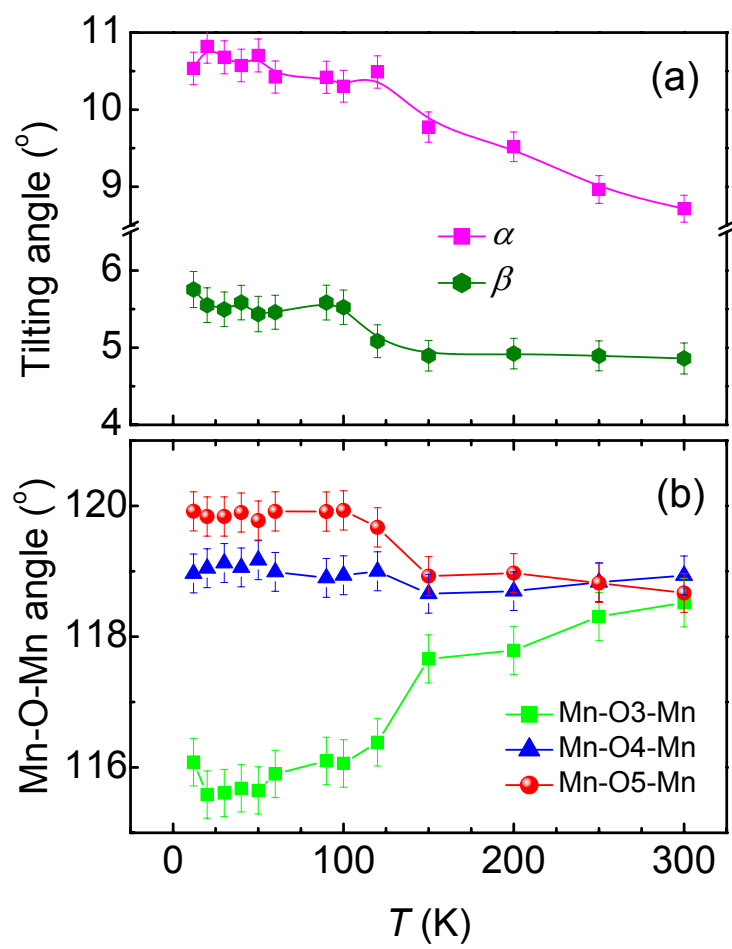 11
10
9
6
5
4
Tilting angle (°)
(a)
α
β
120
118
116
Mn-O-Mn angle (°)
(b)
Mn-O3-Mn
Mn-O4-Mn
Mn-O5-Mn
0 100 200 300
T (K)